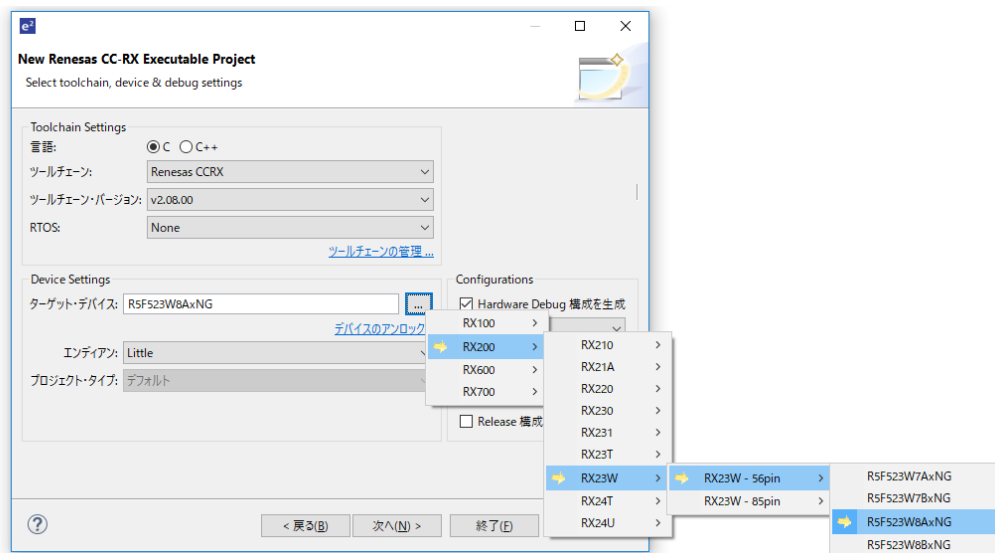 e²
New Renesas CC-RX Executable Project
Select toolchain, device & debug settings
Toolchain Settings
言語:
C
C++
ツールチェーン:
Renesas CCRX
ツールチェーン・バージョン:
v2.08.00
RTOS:
None
ツールチェーンの管理 ...
Device Settings
ターゲット・デバイス:
R5F523W8AxNG
...
デバイスのアンロック
エンディアン:
Little
プロジェクト・タイプ:
デフォルト
Configurations
Hardware Debug 構成を生成
Release 構成
RX100
RX200
RX600
RX700
RX210
RX21A
RX220
RX230
RX231
RX23T
RX23W
RX24T
RX24U
RX23W - 56pin
RX23W - 85pin
R5F523W7AxNG
R5F523W7BxNG
R5F523W8AxNG
R5F523W8BxNG
?
< 戻る(B)
次へ(N) >
終了(F)